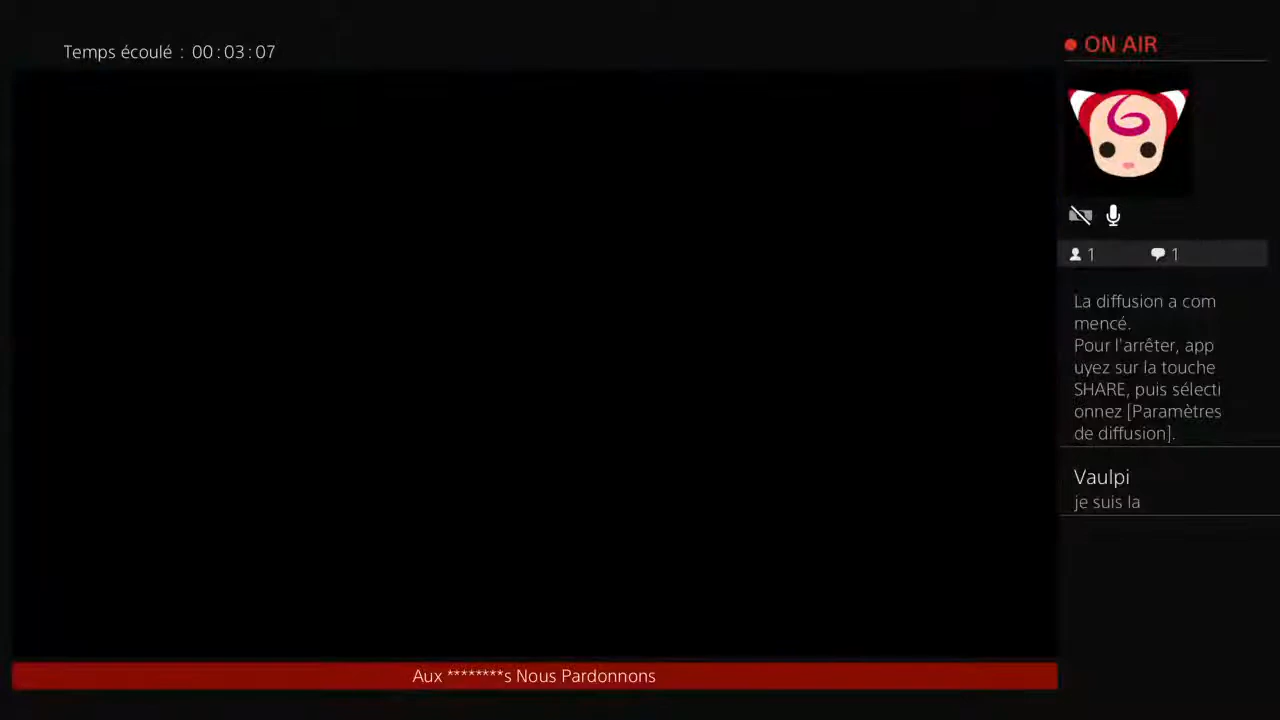 Temps écoulé : 00:03:07
ON AIR
1 1
La diffusion a com
mencé.
Pour l'arrêter, app
uyez sur la touche
SHARE, puis sélecti
onnez [Paramètres
de diffusion].
Vaulpi
je suis la
Aux ********s Nous Pardonnons